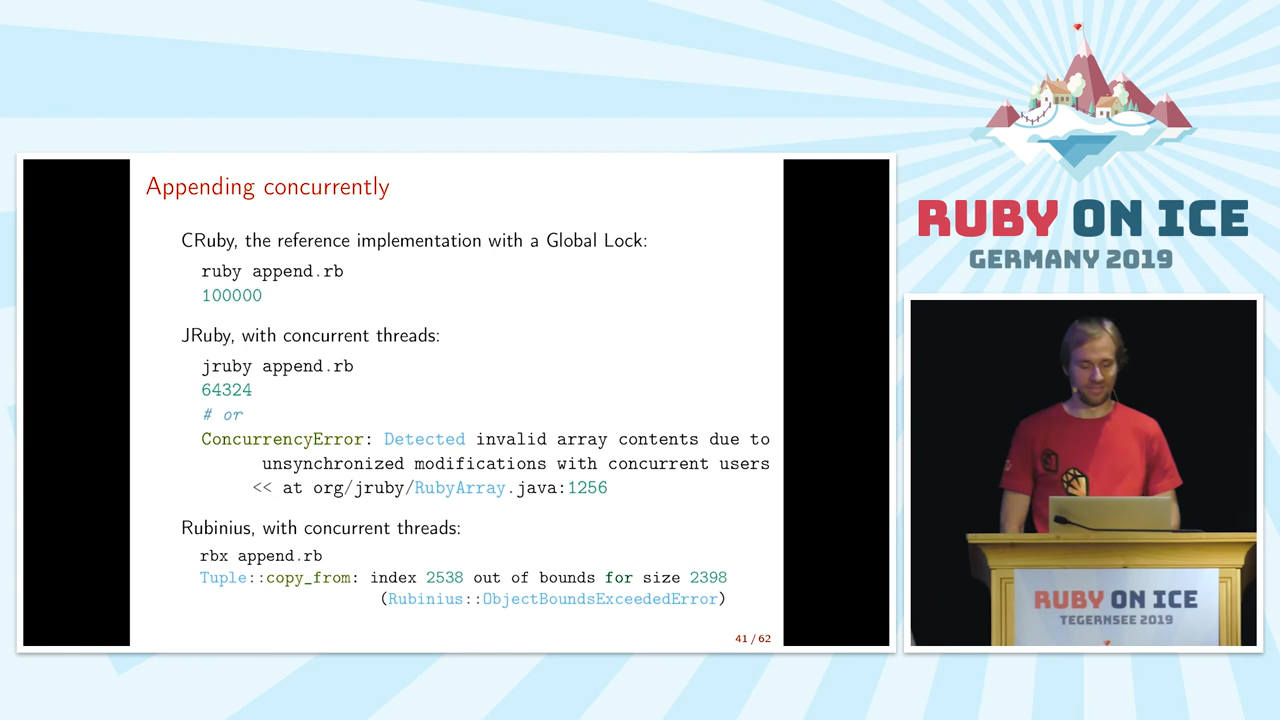 Appending concurrently
CRuby, the reference implementation with a Global Lock:
ruby append.rb
100000
JRuby, with concurrent threads:
jruby append.rb
64324
# or
ConcurrencyError: Detected invalid array contents due to
unsynchronized modifications with concurrent users
<< at org/jruby/RubyArray.java:1256
Rubinius, with concurrent threads:
rbx append.rb
Tuple::copy_from: index 2538 out of bounds for size 2398
(Rubinius::ObjectBoundsExceededError)
41 / 62
RUBY ON ICE
GERMANY 2019
RUBY ON ICE
TEGERNSEE 2019